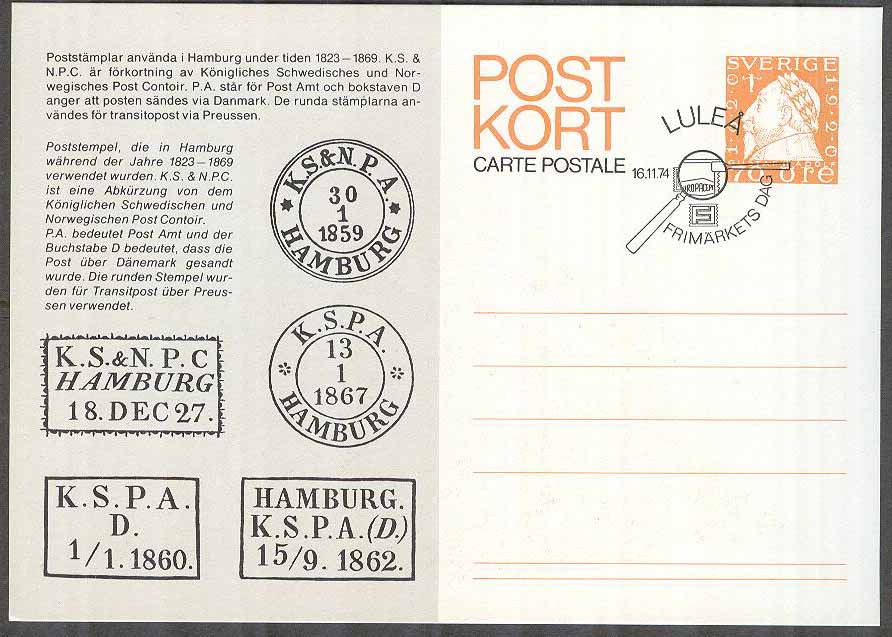 Poststämplar använda i Hamburg under tiden 1823–1869. K.S. &
N.P.C. är förkortning av Königliches Schwedisches und Nor-
wegisches Post Contoir. P.A. står för Post Amt och bokstaven D
anger att posten sändes via Danmark. De runda stämplarna an-
vändes för transitopost via Preussen.
Poststempel, die in Hamburg
während der Jahre 1823–1869
verwendet wurden. K.S. & N.P.C.
ist eine Abkürzung von dem
Königlichen Schwedischen und
Norwegischen Post Contoir.
P.A. bedeutet Post Amt und der
Buchstabe D bedeutet, dass die
Post über Dänemark gesandt
wurde. Die runden Stempel wur-
den für Transitpost über Preus-
sen verwendet.
K.S.&N.P.A.
30
1
1859
HAMBURG
K.S.P.A.
13
1
1867
HAMBURG
K.S.&N.P.C
HAMBURG
18.DEC 27.
K.S.P.A.
D.
1/1.1860.
HAMBURG.
K.S.P.A.(D.)
15/9.1862.
POST
KORT
CARTE POSTALE
SVERIGE
1920
70 ÖRE
LULEÅ
16.11.74
FRIMÄRKETS DAG